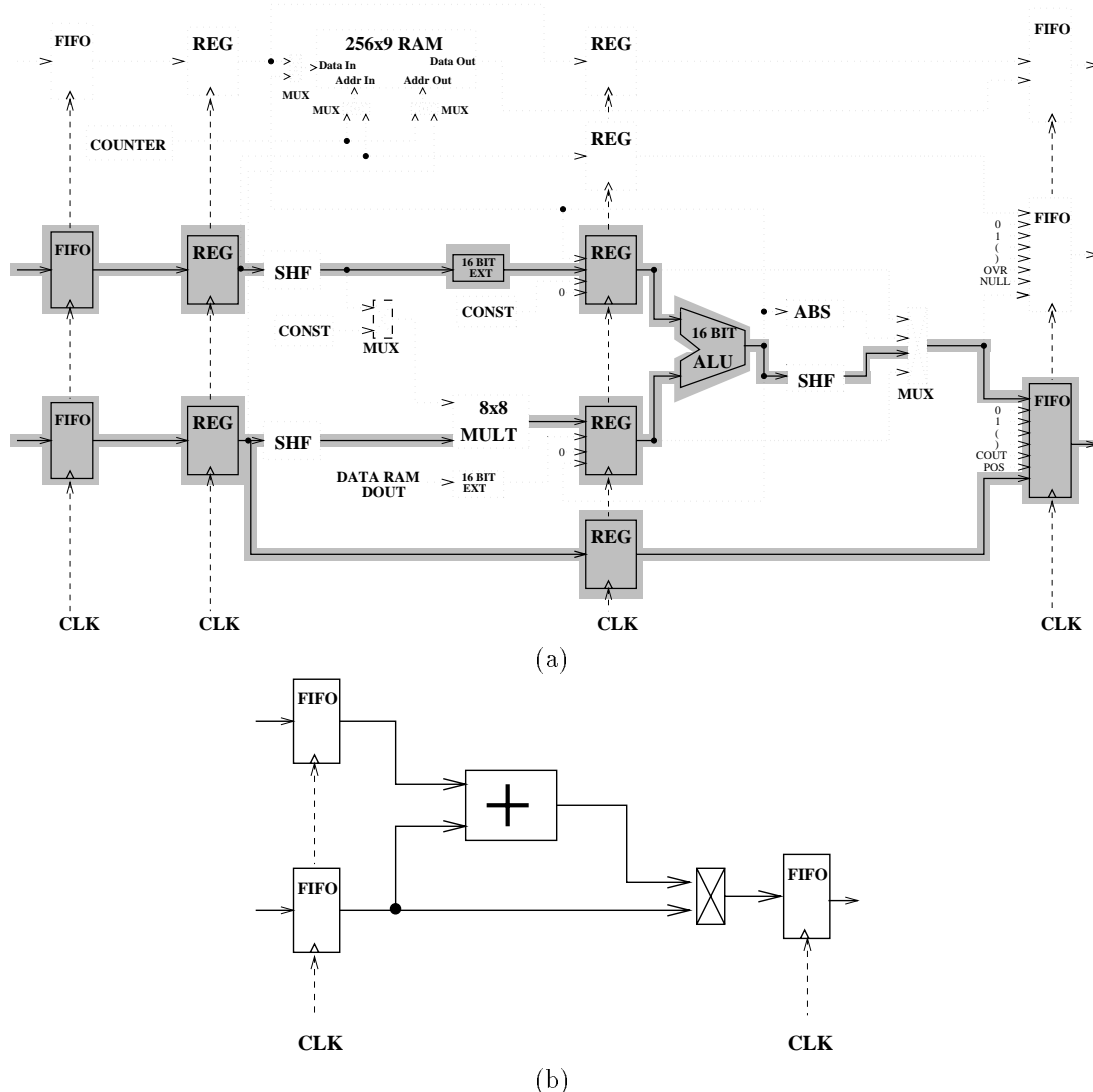 FIFO REG 256x9 RAM REG FIFO
Data In Data Out
Addr In Addr Out
MUX
MUX MUX
COUNTER REG
FIFO REG REG FIFO
0
1
(
)
OVR
NULL
SHF 16 BIT
EXT
0
CONST CONST
MUX
16 BIT
ALU
ABS
SHF
MUX
FIFO REG 8x8 REG FIFO
SHF MULT
0
0
1
(
)
COUT
POS
DATA RAM
DOUT
16 BIT
EXT
REG
CLK CLK CLK CLK
(a)
FIFO
+
FIFO FIFO
CLK CLK
(b)